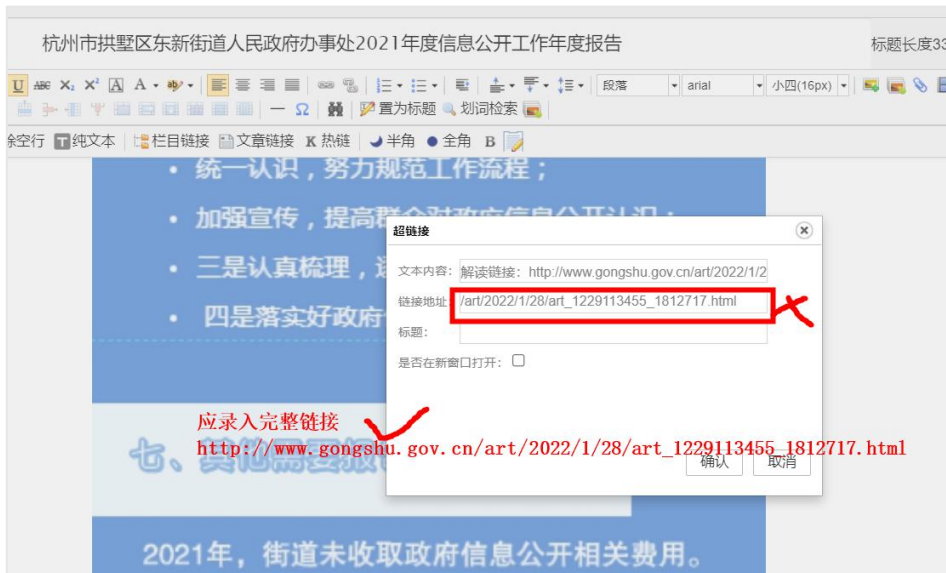 杭州市拱墅区东新街道人民政府办事处2021年度信息公开工作年度报告 标题长度33
U ABC X₂ X² A A 段落 arial 小四(16px)
Ω 置为标题 划词检索
除空行 纯文本 栏目链接 文章链接 K 热链 半角 全角 B
• 统一认识，努力规范工作流程；
• 加强宣传，提高群众对政府信息公开认识；
超链接
• 三是认真梳理，
文本内容： 解读链接：http://www.gongshu.gov.cn/art/2022/1/2
链接地址： /art/2022/1/28/art_1229113455_1812717.html
• 四是落实好政府
标题：
是否在新窗口打开：
应录入完整链接
http://www.gongshu.gov.cn/art/2022/1/28/art_1229113455_1812717.html
七、其他需要报
确认 取消
2021年，街道未收取政府信息公开相关费用。